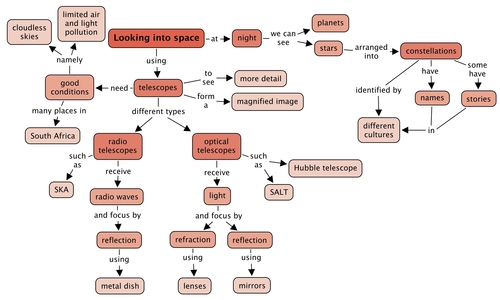 cloudless
skies
limited air
and light
pollution
Looking into space
at
night
we can
see
planets
stars
arranged
into
constellations
namely
using
to
see
more detail
good
conditions
need
telescopes
form
a
magnified image
identified by
have
names
some
have
stories
many places in
different types
South Africa
different
cultures
in
radio
telescopes
optical
telescopes
such
as
SKA
receive
receive
such
as
Hubble telescope
SALT
radio waves
light
and focus by
and focus by
reflection
refraction
reflection
using
using
using
metal dish
lenses
mirrors